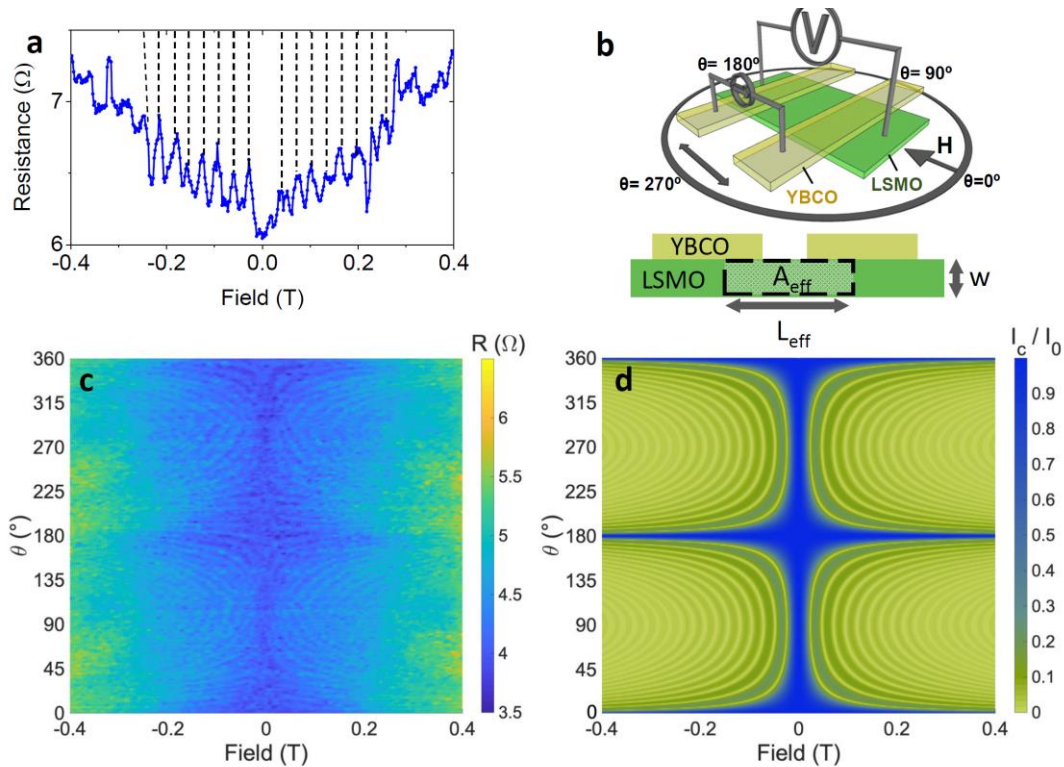 a
Resistance (Ω)
7
6
-0.4 -0.2 0.0 0.2 0.4
Field (T)
b
V
θ= 180º
θ= 90º
H
θ= 270º
YBCO
LSMO
θ=0º
YBCO
LSMO
A_eff
w
L_eff
c
R (Ω)
θ (°)
360
315
270
225
180
135
90
45
0
-0.4 -0.2 0 0.2 0.4
Field (T)
6
5.5
5
4.5
4
3.5
d
I_c / I_0
θ (°)
360
315
270
225
180
135
90
45
0
-0.4 -0.2 0 0.2 0.4
Field (T)
0.9
0.8
0.7
0.6
0.5
0.4
0.3
0.2
0.1
0